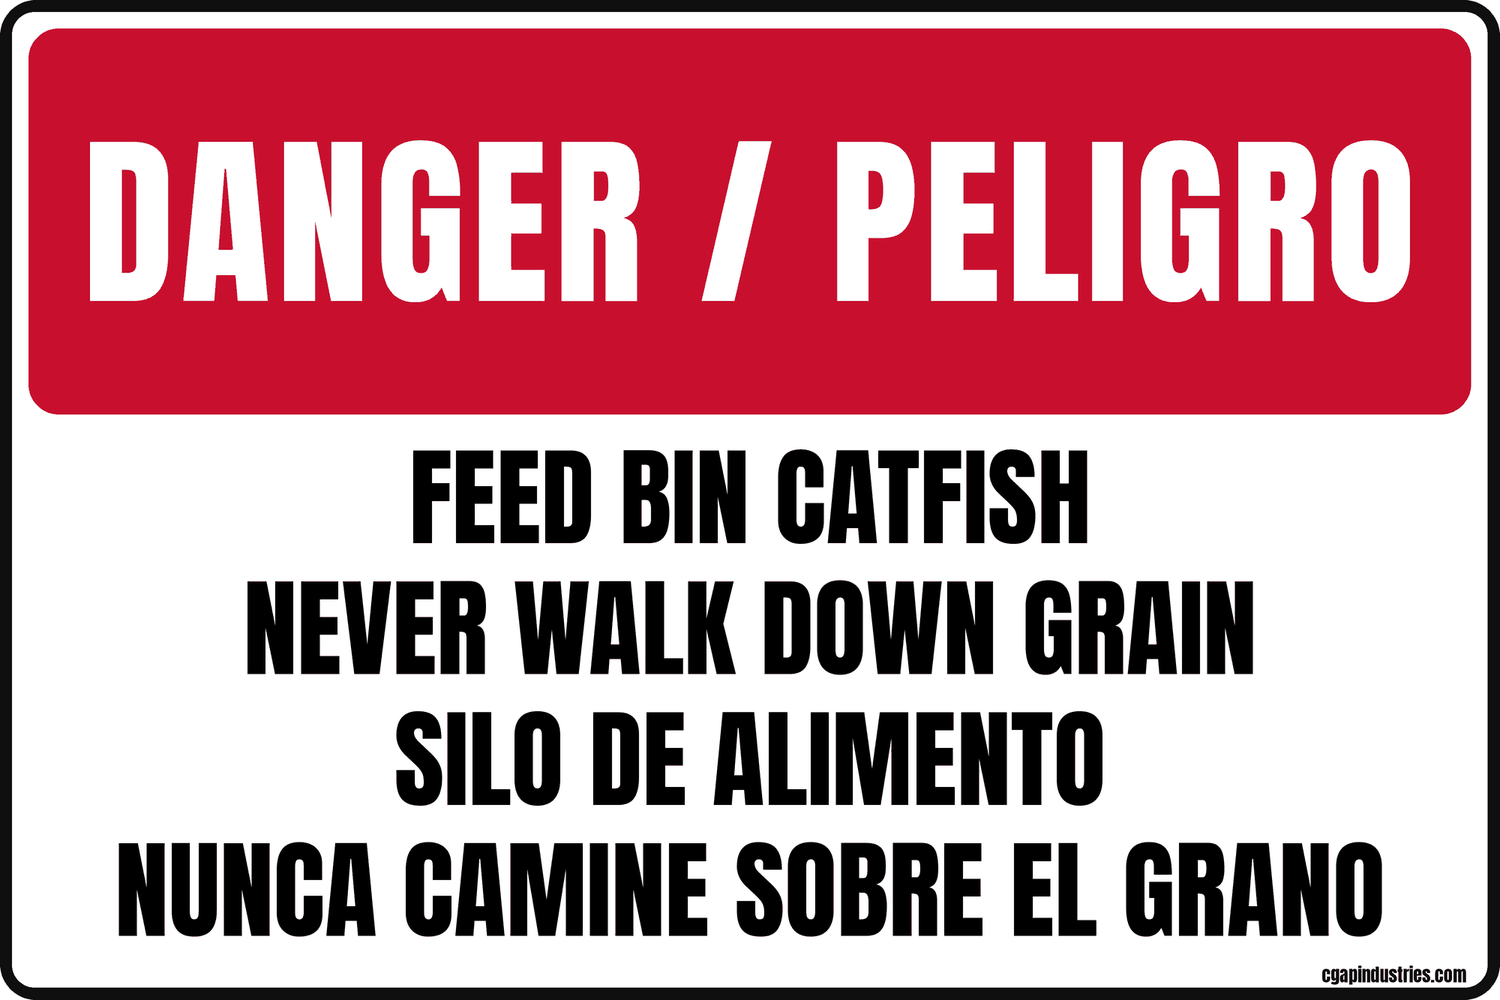 DANGER / PELIGRO
FEED BIN CATFISH
NEVER WALK DOWN GRAIN
SILO DE ALIMENTO
NUNCA CAMINE SOBRE EL GRANO
cgapindustries.com